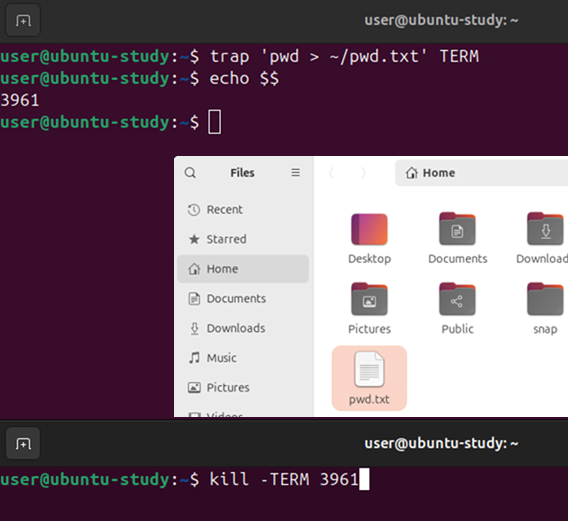 user@ubuntu-study: ~
user@ubuntu-study:~$ trap 'pwd > ~/pwd.txt' TERM
user@ubuntu-study:~$ echo $$
3961
user@ubuntu-study:~$
Files
Home
Recent
Starred
Home
Documents
Downloads
Music
Pictures
Videos
Desktop
Documents
Download
Pictures
Public
snap
pwd.txt
user@ubuntu-study: ~
user@ubuntu-study:~$ kill -TERM 3961